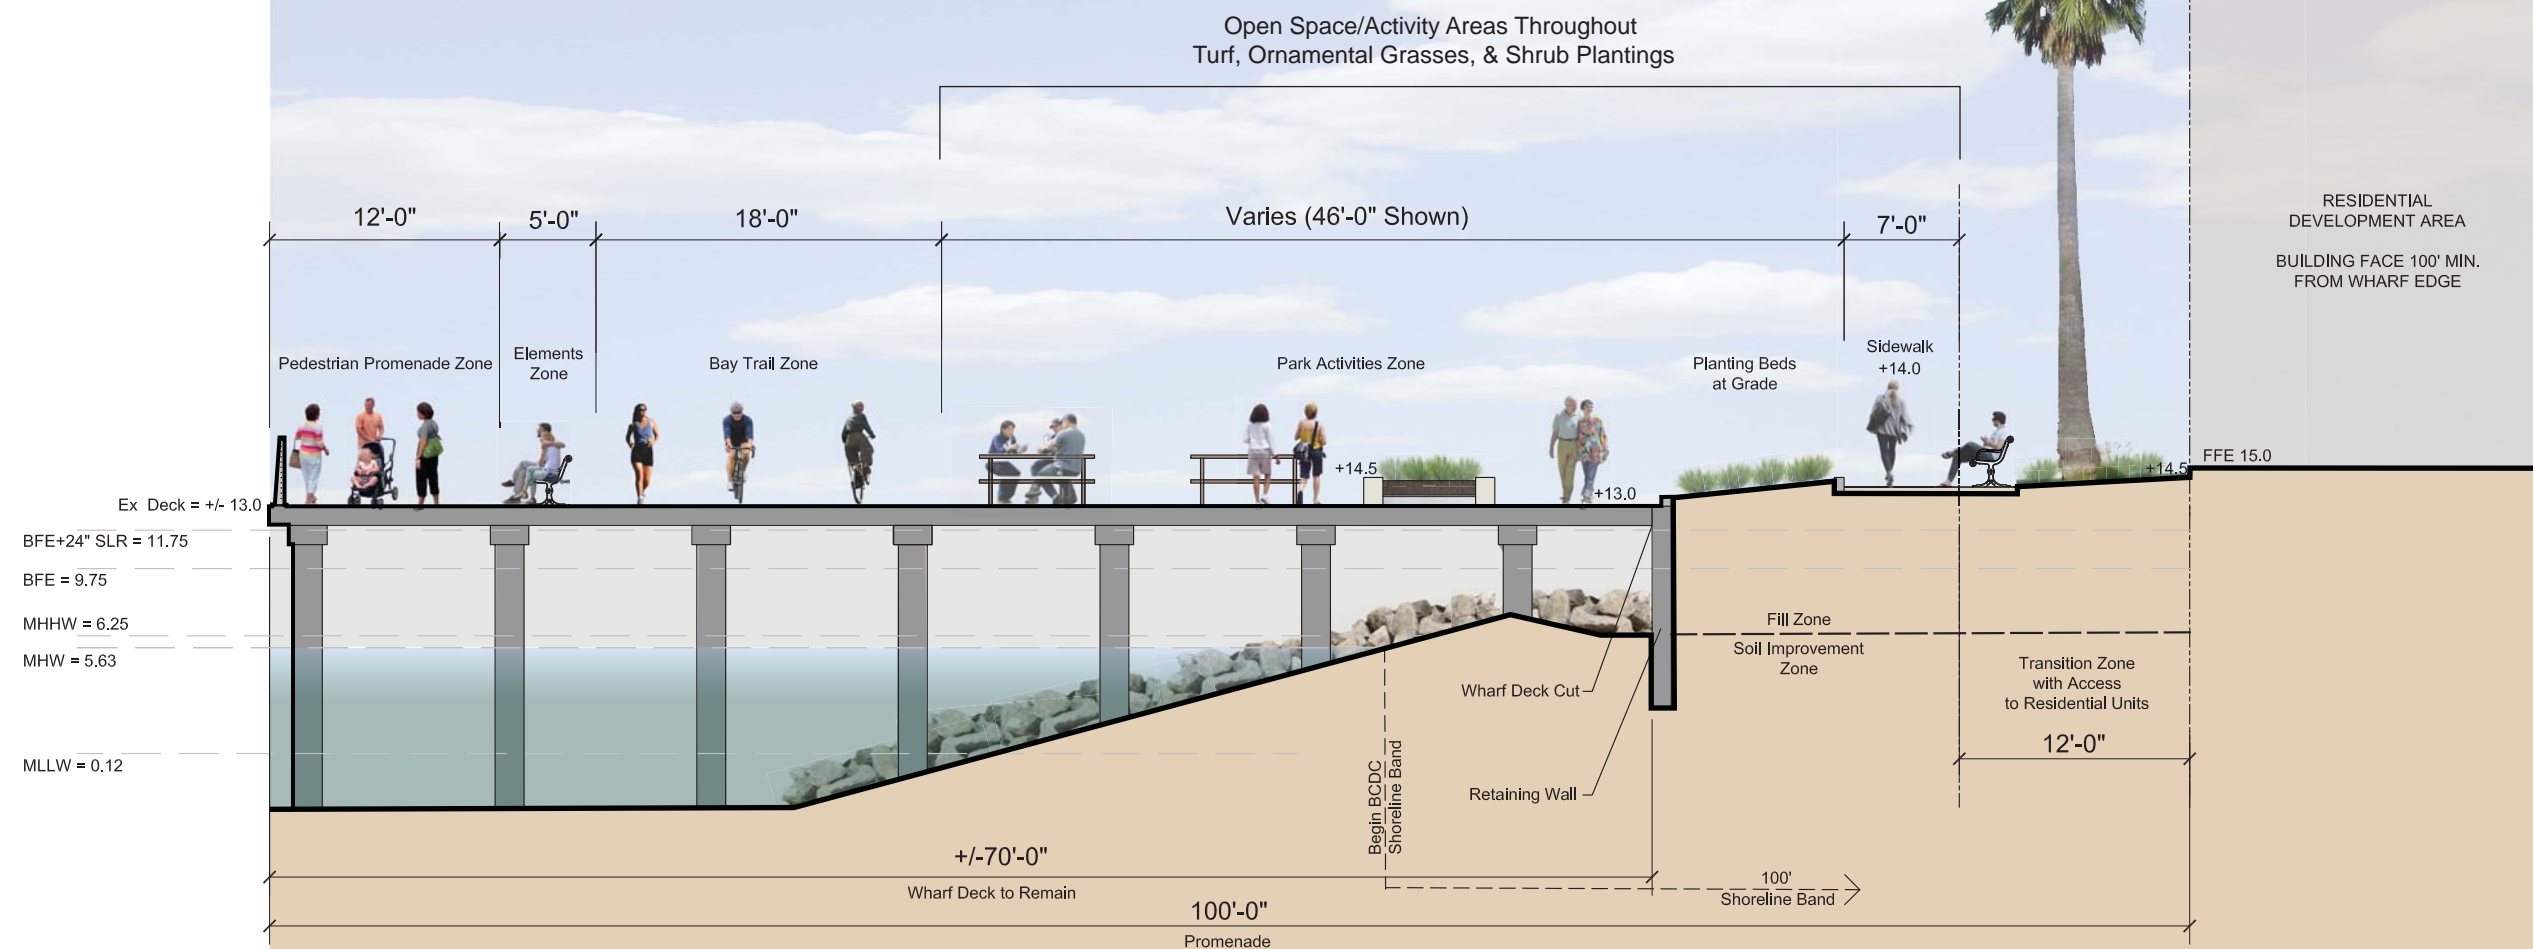 Open Space/Activity Areas Throughout
Turf, Ornamental Grasses, & Shrub Plantings
12'-0"
5'-0"
18'-0"
Varies (46'-0" Shown)
7'-0"
RESIDENTIAL
DEVELOPMENT AREA
BUILDING FACE 100' MIN.
FROM WHARF EDGE
Pedestrian Promenade Zone
Elements
Zone
Bay Trail Zone
Park Activities Zone
Planting Beds
at Grade
Sidewalk
+14.0
+14.5
+13.0
+14.5
FFE 15.0
Ex Deck = +/- 13.0
BFE+24" SLR = 11.75
BFE = 9.75
MHHW = 6.25
MHW = 5.63
MLLW = 0.12
Fill Zone
Soil Improvement
Zone
Wharf Deck Cut
Retaining Wall
Transition Zone
with Access
to Residential Units
12'-0"
Begin BCDC
Shoreline Band
+/-70'-0"
Wharf Deck to Remain
100'
Shoreline Band
100'-0"
Promenade